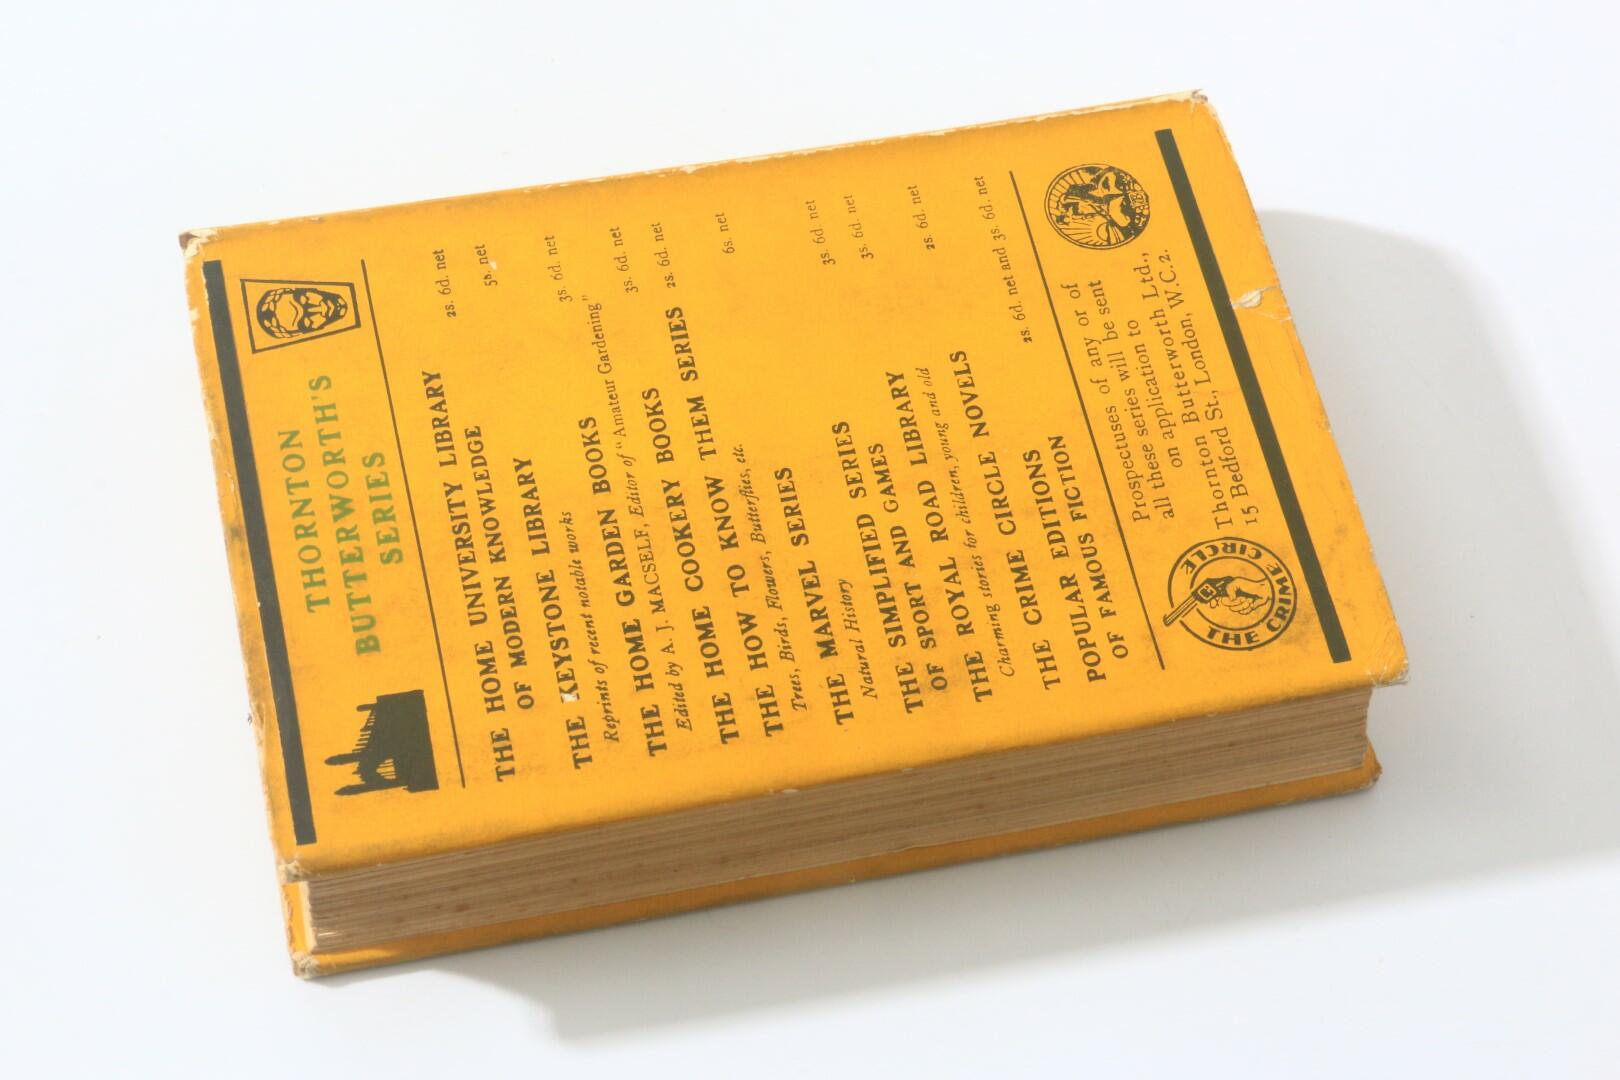 THORNTON
BUTTERWORTH'S
SERIES
THE HOME UNIVERSITY LIBRARY
OF MODERN KNOWLEDGE 2s. 6d. net
THE KEYSTONE LIBRARY 5s. net
Reprints of recent notable works
THE HOME GARDEN BOOKS 3s. 6d. net
Edited by A. J. MACSELF, Editor of "Amateur Gardening"
THE HOME COOKERY BOOKS 3s. 6d. net
THE HOW TO KNOW THEM SERIES 2s. 6d. net
Trees, Birds, Flowers, Butterflies, etc.
THE MARVEL SERIES 6s. net
Natural History
THE SIMPLIFIED SERIES
OF SPORT AND GAMES 3s. 6d. net
THE ROYAL ROAD LIBRARY 3s. 6d. net
Charming stories for children, young and old
THE CRIME CIRCLE NOVELS
THE CRIME EDITIONS 2s. 6d. net
POPULAR EDITIONS
OF FAMOUS FICTION 2s. 6d. net and 3s. 6d. net
Prospectuses of any or of
all these series will be sent
on application to
Thornton Butterworth Ltd.,
15 Bedford St., London, W.C.2.
THE CRIME CIRCLE